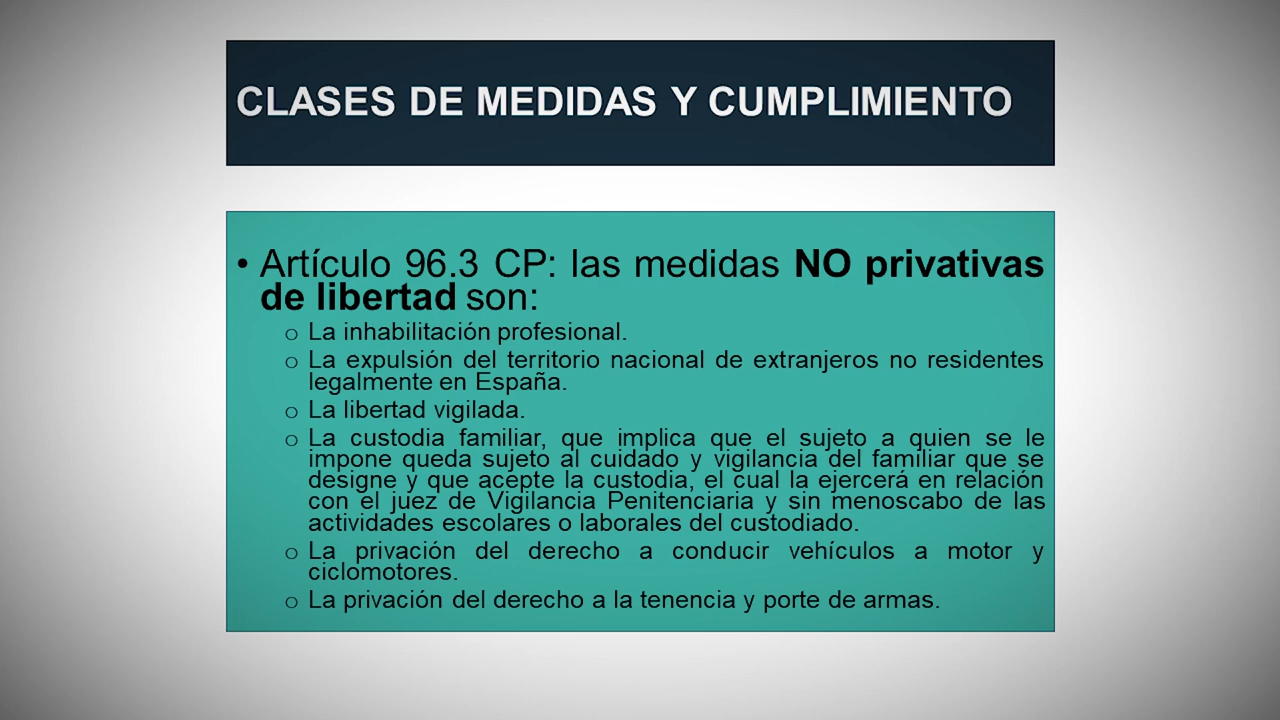 CLASES DE MEDIDAS Y CUMPLIMIENTO
• Artículo 96.3 CP: las medidas NO privativas
de libertad son:
o La inhabilitación profesional.
o La expulsión del territorio nacional de extranjeros no residentes
legalmente en España.
o La libertad vigilada.
o La custodia familiar, que implica que el sujeto a quien se le
impone queda sujeto al cuidado y vigilancia del familiar que se
designe y que acepte la custodia, el cual la ejercerá en relación
con el juez de Vigilancia Penitenciaria y sin menoscabo de las
actividades escolares o laborales del custodiado.
o La privación del derecho a conducir vehículos a motor y
ciclomotores.
o La privación del derecho a la tenencia y porte de armas.